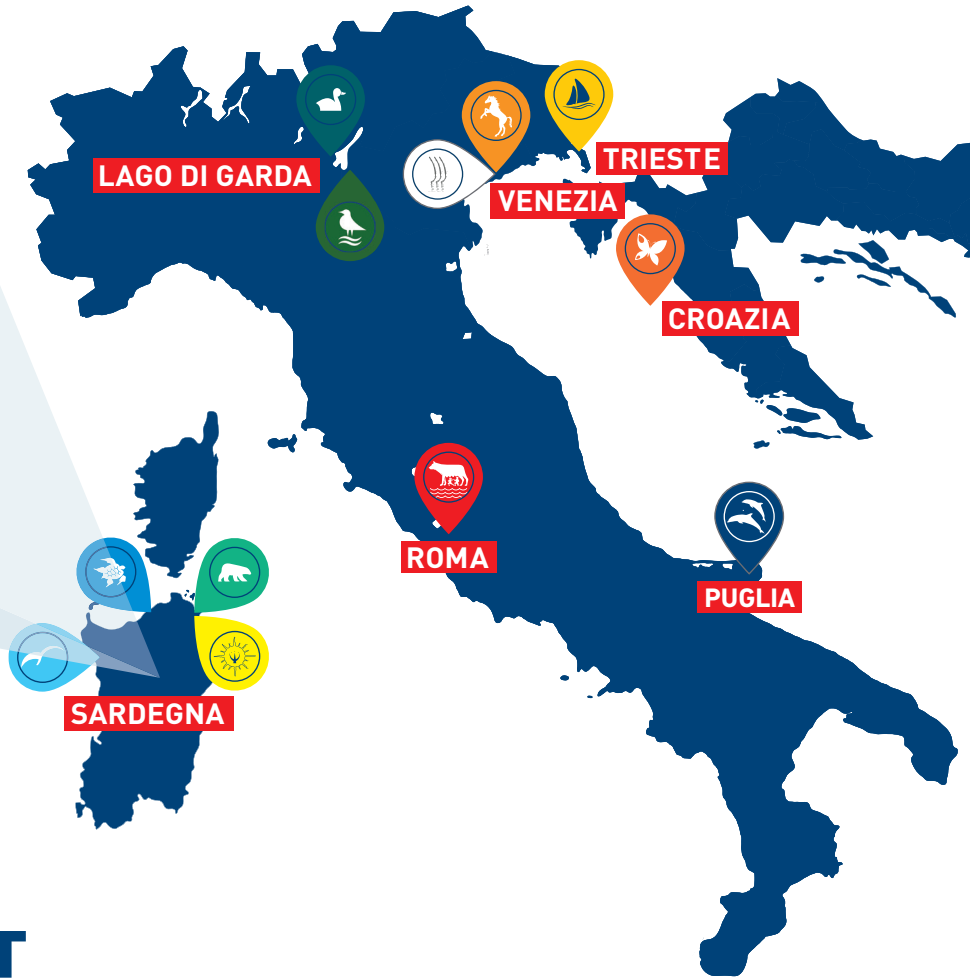 TRIESTE
LAGO DI GARDA
VENEZIA
CROAZIA
ROMA
PUGLIA
SARDEGNA
T